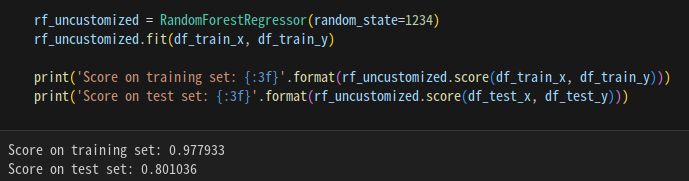 rf_uncustomized = RandomForestRegressor(random_state=1234)
rf_uncustomized.fit(df_train_x, df_train_y)
print('Score on training set: {:3f}'.format(rf_uncustomized.score(df_train_x, df_train_y)))
print('Score on test set: {:3f}'.format(rf_uncustomized.score(df_test_x, df_test_y)))
Score on training set: 0.977933
Score on test set: 0.801036